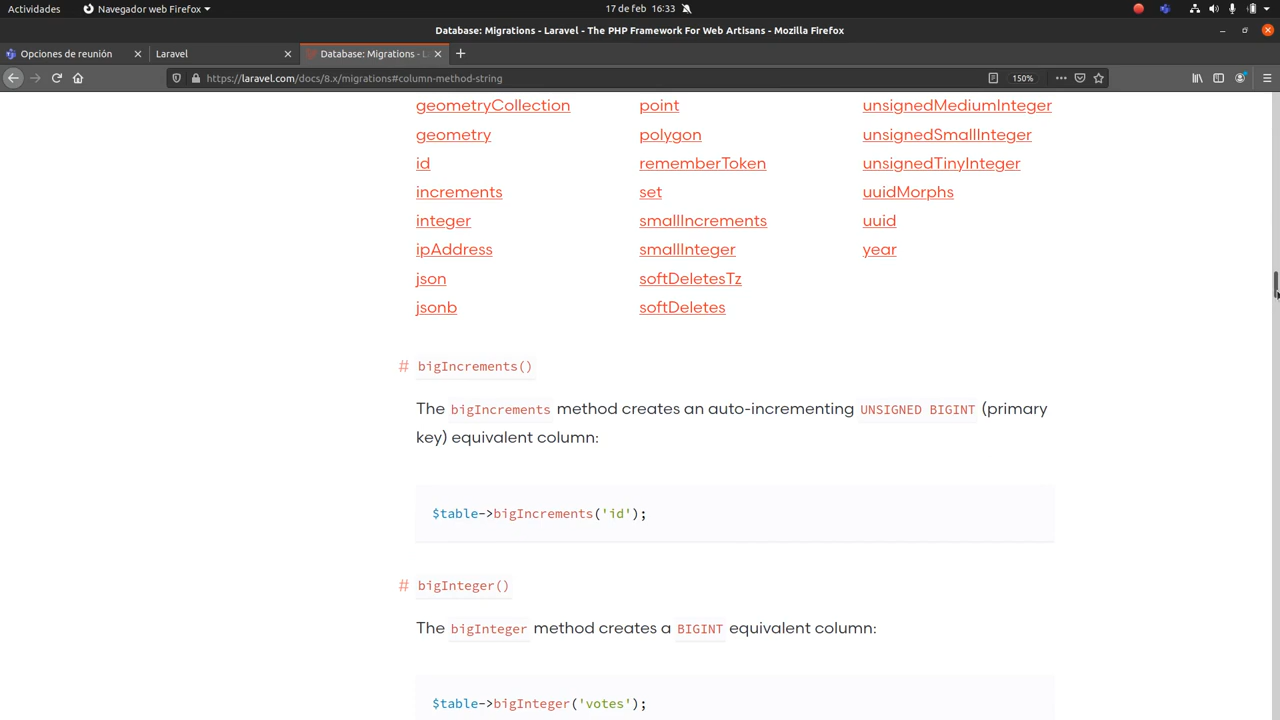 Actividades
Navegador web Firefox
17 de feb 16:33
Database: Migrations - Laravel - The PHP Framework For Web Artisans - Mozilla Firefox
Opciones de reunión
Laravel
Database: Migrations - L
https://laravel.com/docs/8.x/migrations#column-method-string
150%
geometryCollection point unsignedMediumInteger
geometry polygon unsignedSmallInteger
id rememberToken unsignedTinyInteger
increments set uuidMorphs
integer smallIncrements uuid
ipAddress smallInteger year
json softDeletesTz
jsonb softDeletes
# bigIncrements()
The bigIncrements method creates an auto-incrementing UNSIGNED BIGINT (primary
key) equivalent column:
$table->bigIncrements('id');
# bigInteger()
The bigInteger method creates a BIGINT equivalent column:
$table->bigInteger('votes');